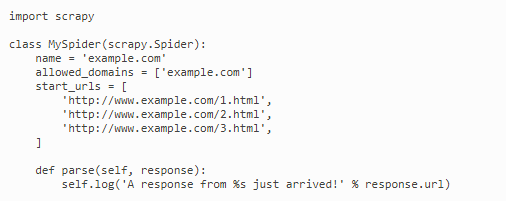 import scrapy

class MySpider(scrapy.Spider):
    name = 'example.com'
    allowed_domains = ['example.com']
    start_urls = [
        'http://www.example.com/1.html',
        'http://www.example.com/2.html',
        'http://www.example.com/3.html',
    ]

    def parse(self, response):
        self.log('A response from %s just arrived!' % response.url)